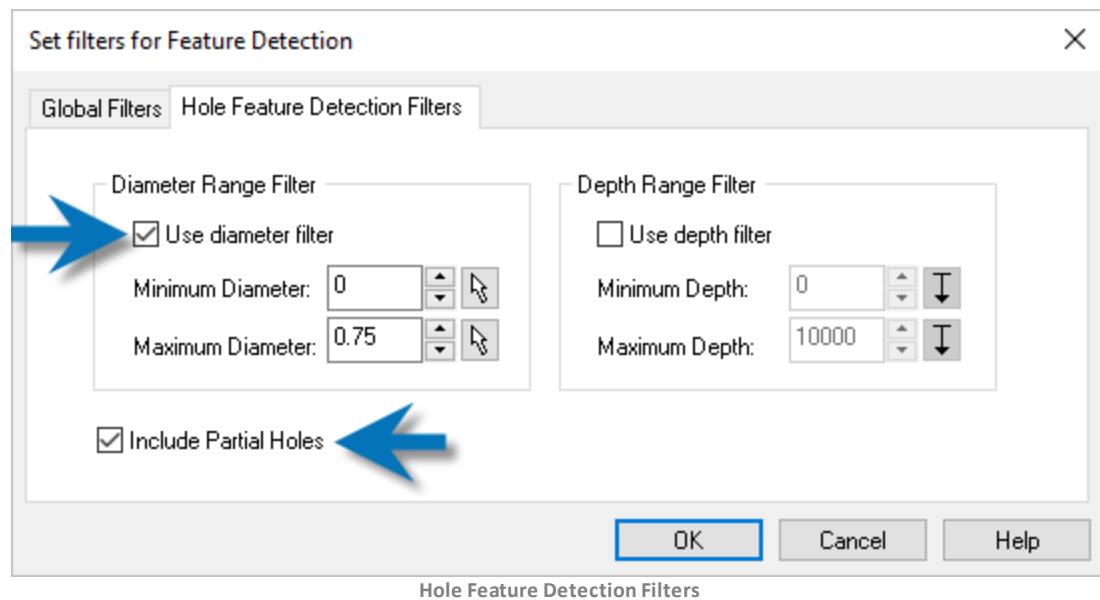 Set filters for Feature Detection
Global Filters
Hole Feature Detection Filters
Diameter Range Filter
Use diameter filter
Minimum Diameter: 0
Maximum Diameter: 0.75
Depth Range Filter
Use depth filter
Minimum Depth: 0
Maximum Depth: 10000
Include Partial Holes
OK
Cancel
Help
Hole Feature Detection Filters